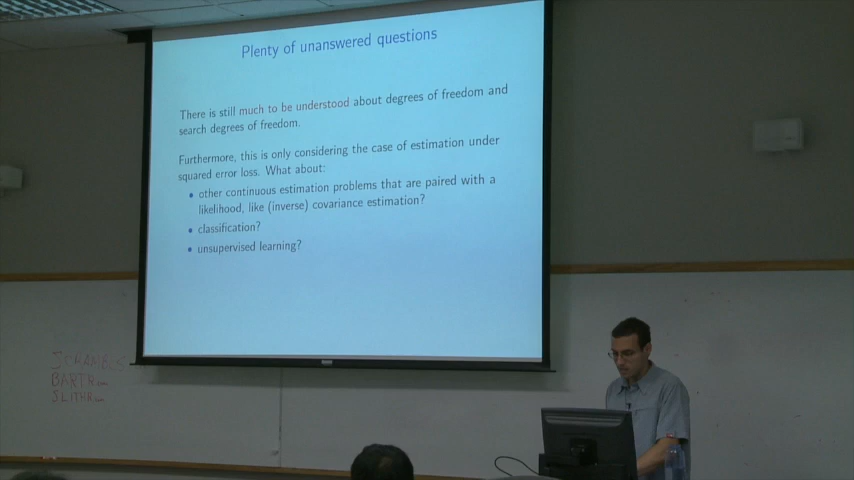 Plenty of unanswered questions
There is still much to be understood about degrees of freedom and
search degrees of freedom.
Furthermore, this is only considering the case of estimation under
squared error loss. What about:
• other continuous estimation problems that are paired with a
likelihood, like (inverse) covariance estimation?
• classification?
• unsupervised learning?